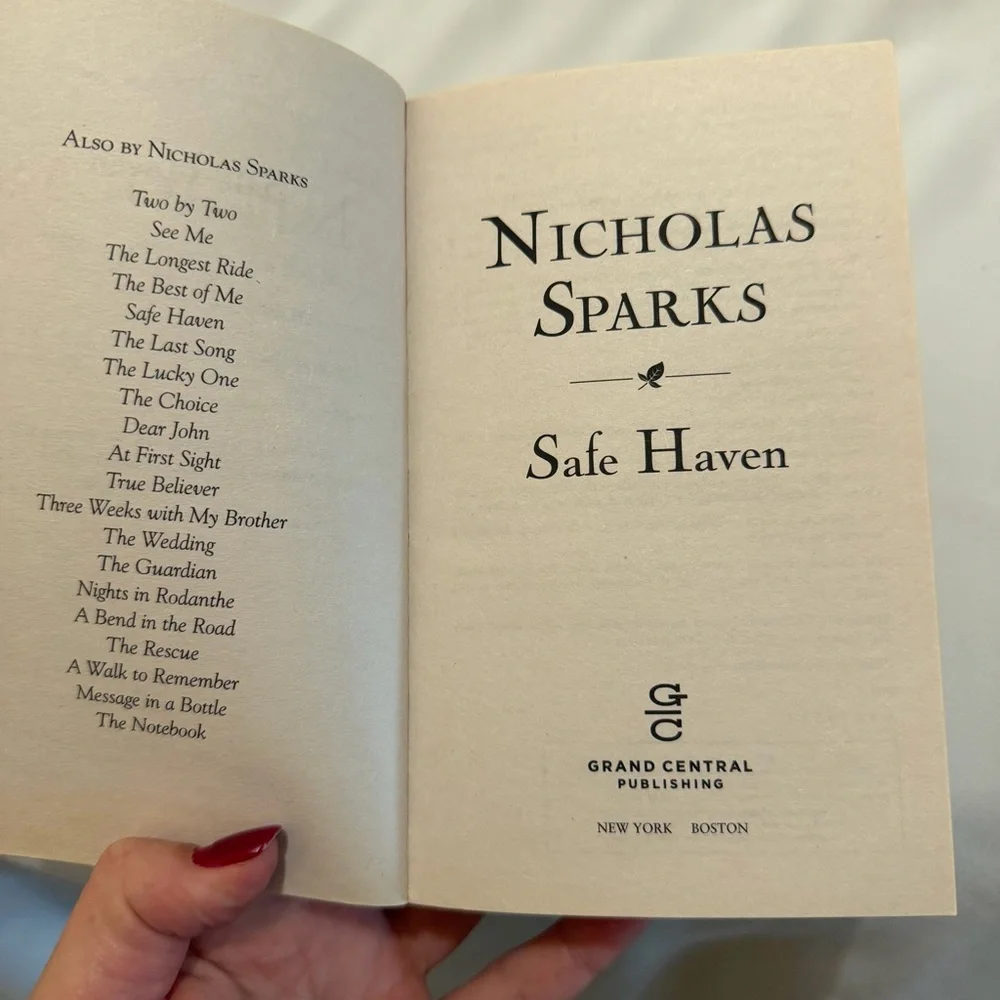 Also by Nicholas Sparks
Two by Two
See Me
The Longest Ride
The Best of Me
Safe Haven
The Last Song
The Lucky One
The Choice
Dear John
At First Sight
True Believer
Three Weeks with My Brother
The Wedding
The Guardian
Nights in Rodanthe
A Bend in the Road
The Rescue
A Walk to Remember
Message in a Bottle
The Notebook
Nicholas
Sparks
Safe Haven
GRAND CENTRAL
PUBLISHING
NEW YORK BOSTON